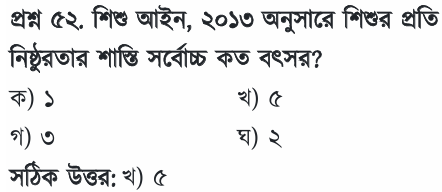 প্রশ্ন ৫২. শিশু আইন, ২০১৩ অনুসারে শিশুর প্রতি
নিষ্ঠুরতার শাস্তি সর্বোচ্চ কত বৎসর?
ক) ১ খ) ৫
গ) ৩ ঘ) ২
সঠিক উত্তর: খ) ৫